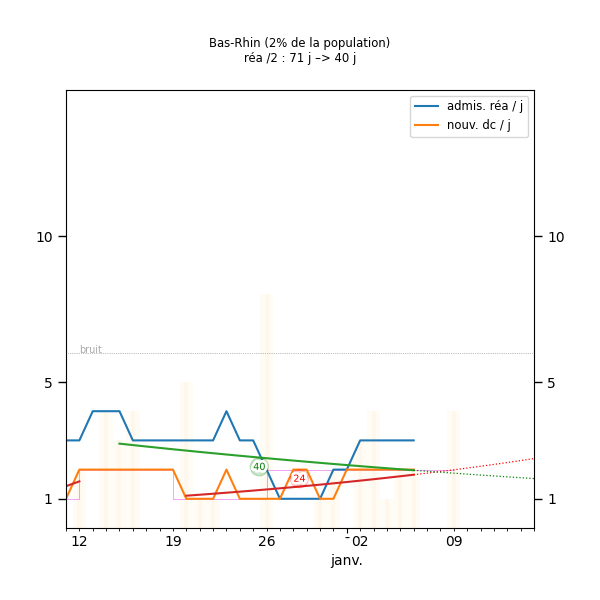 Bas-Rhin (2% de la population)
réa /2 : 71 j –> 40 j
admis. réa / j
nouv. dc / j
10
10
bruit
5
5
40
24
1
1
12
19
26
02
09
janv.